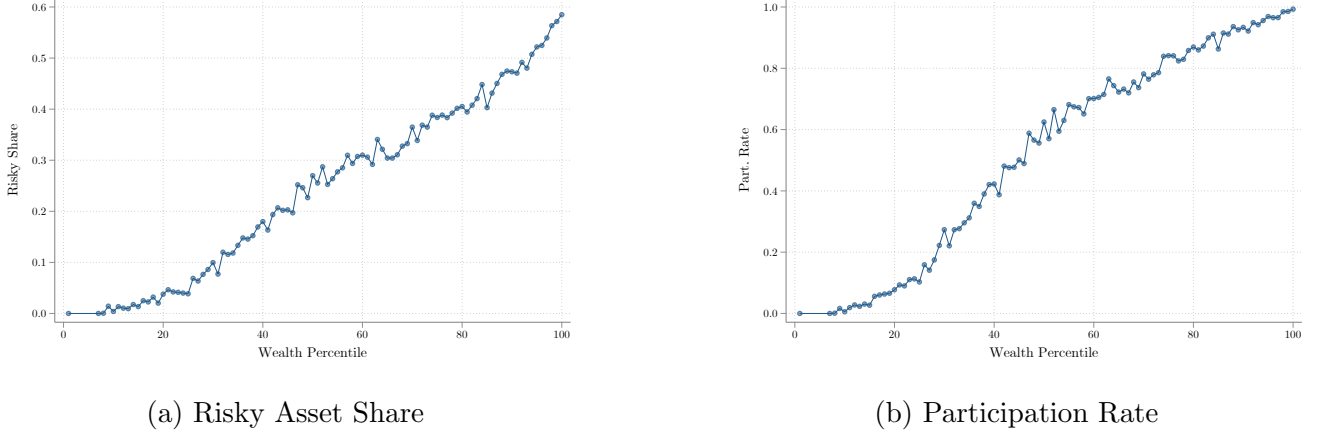 0.6
0.5
0.4
0.3
0.2
0.1
0.0
Risky Share
0 20 40 60 80 100
Wealth Percentile
(a) Risky Asset Share
1.0
0.8
0.6
0.4
0.2
0.0
Part. Rate
0 20 40 60 80 100
Wealth Percentile
(b) Participation Rate